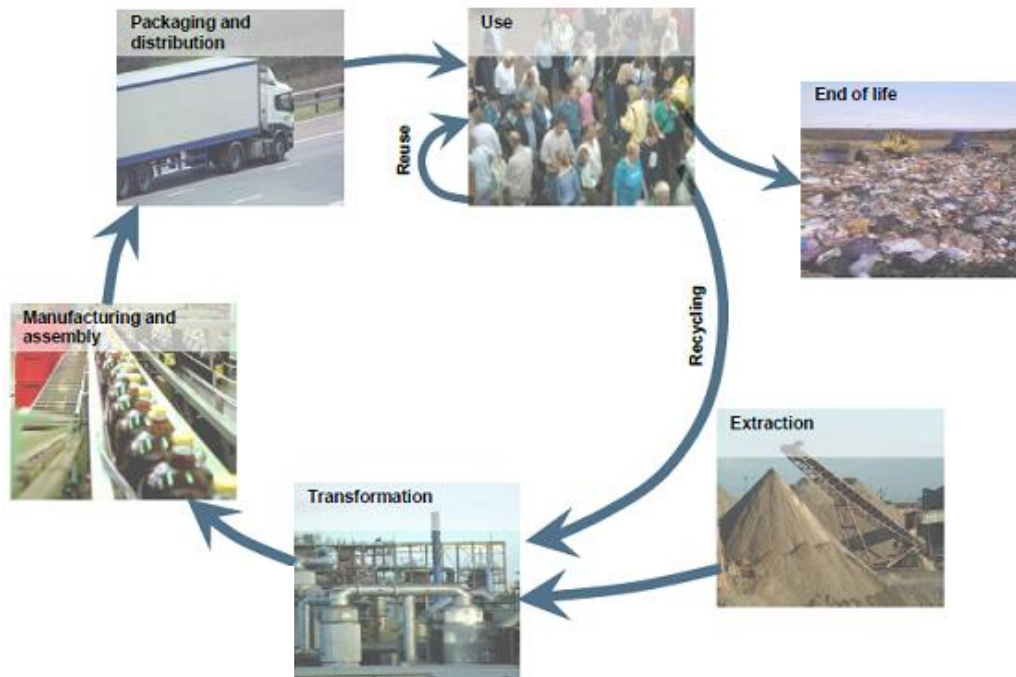 Packaging and
distribution
Use
End of life
Reuse
Manufacturing and
assembly
Recycling
Extraction
Transformation